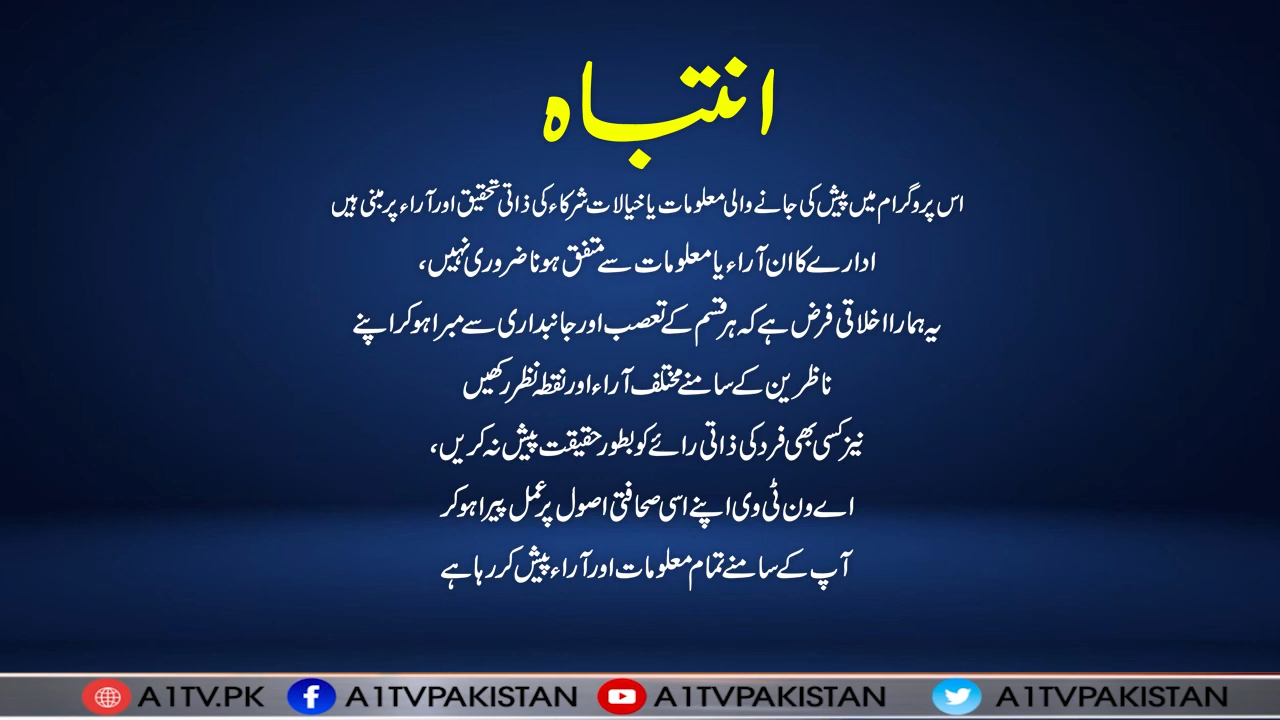 انتباہ
اس پروگرام میں پیش کی جانے والی معلومات یا خیالات شرکاء کی ذاتی تحقیق اور آراء پر مبنی ہیں
ادارے کا ان آراء یا معلومات سے متفق ہونا ضروری نہیں،
یہ ہمارا اخلاقی فرض ہے کہ ہر قسم کے تعصب اور جانبداری سے مبرا ہو کر اپنے
ناظرین کے سامنے مختلف آراء اور نقطہ نظر رکھیں
نیز کسی بھی فرد کی ذاتی رائے کو بطور حقیقت پیش نہ کریں،
اے ون ٹی وی اپنے اسی صحافتی اصول پر عمل پیرا ہو کر
آپ کے سامنے تمام معلومات اور آراء پیش کر رہا ہے
A1TV.PK A1TVPAKISTAN A1TVPAKISTAN A1TVPAKISTAN